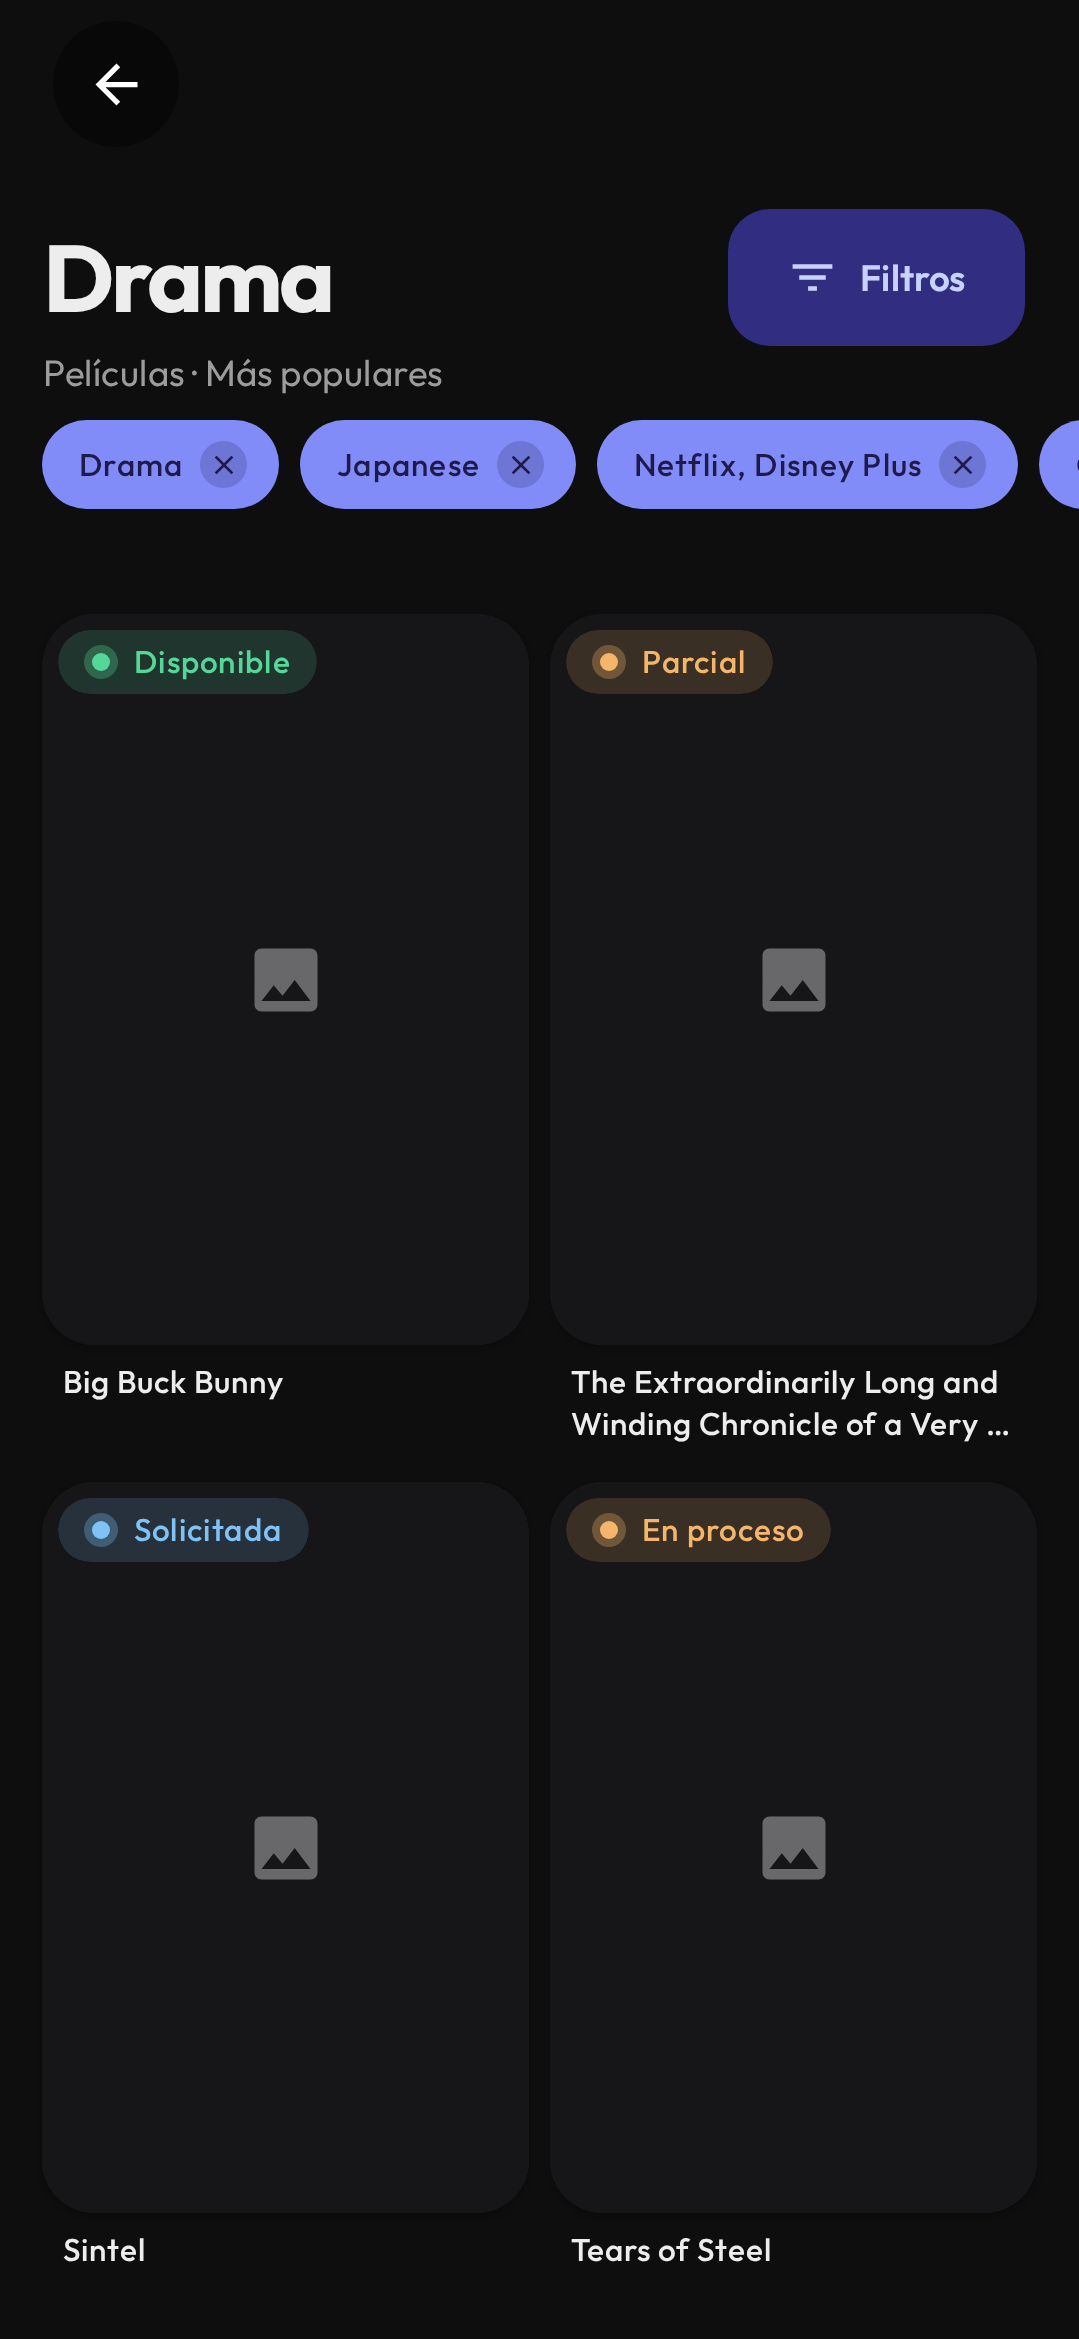 Drama
Filtros
Películas · Más populares
Drama
Japanese
Netflix, Disney Plus
Disponible
Parcial
Big Buck Bunny
The Extraordinarily Long and
Winding Chronicle of a Very ...
Solicitada
En proceso
Sintel
Tears of Steel